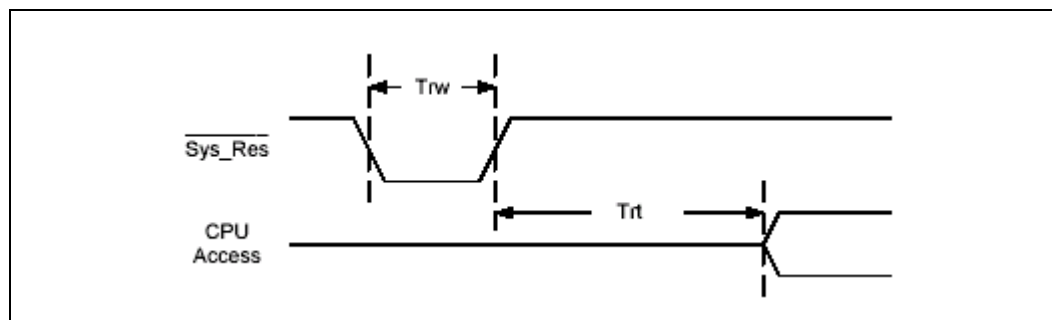 Trw
Sys_Res
Trt
CPU
Access